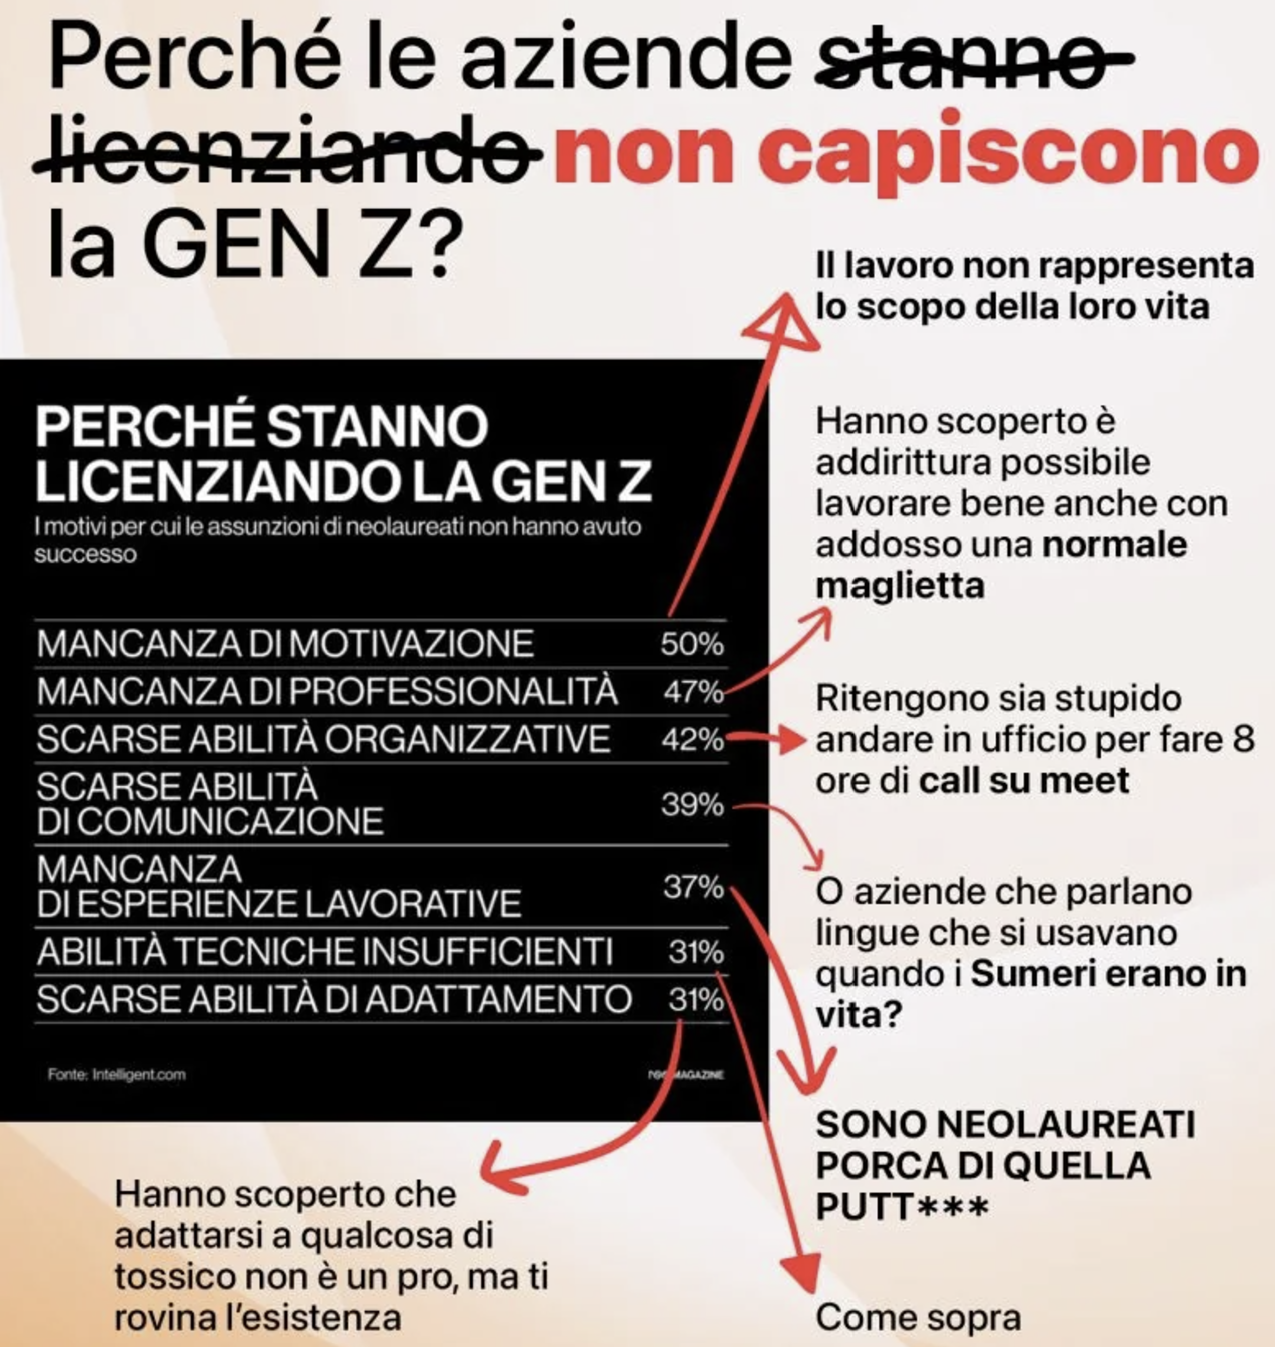 Perché le aziende stanno
licenziando non capiscono
la GEN Z?
Il lavoro non rappresenta
lo scopo della loro vita
PERCHÉ STANNO
LICENZIANDO LA GEN Z
I motivi per cui le assunzioni di neolaureati non hanno avuto
successo
Hanno scoperto è
addirittura possibile
lavorare bene anche con
addosso una normale
maglietta
MANCANZA DI MOTIVAZIONE 50%
MANCANZA DI PROFESSIONALITÀ 47%
SCARSE ABILITÀ ORGANIZZATIVE 42%
SCARSE ABILITÀ
DI COMUNICAZIONE 39%
MANCANZA
DI ESPERIENZE LAVORATIVE 37%
ABILITÀ TECNICHE INSUFFICIENTI 31%
SCARSE ABILITÀ DI ADATTAMENTO 31%
Fonte: Intelligent.com
MAGAZINE
Ritengono sia stupido
andare in ufficio per fare 8
ore di call su meet
O aziende che parlano
lingue che si usavano
quando i Sumeri erano in
vita?
SONO NEOLAUREATI
PORCA DI QUELLA
PUTT***
Hanno scoperto che
adattarsi a qualcosa di
tossico non è un pro, ma ti
rovina l'esistenza
Come sopra